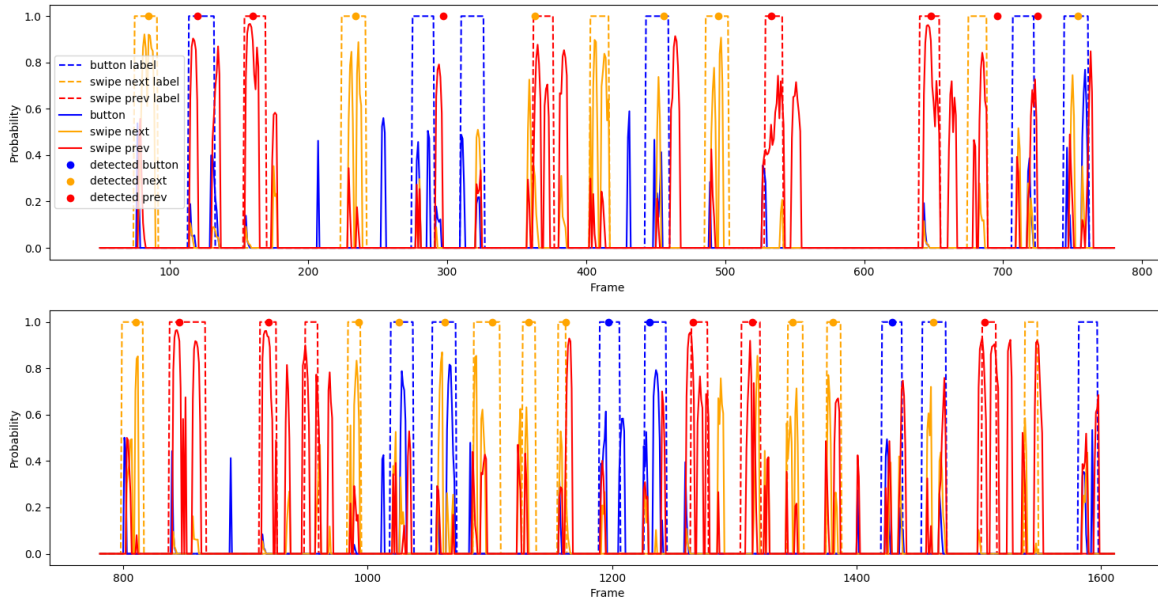 1.0
0.8
0.6
0.4
0.2
0.0
Probability
button label
swipe next label
swipe prev label
button
swipe next
swipe prev
detected button
detected next
detected prev
100 200 300 400 500 600 700 800
Frame
1.0
0.8
0.6
0.4
0.2
0.0
Probability
800 1000 1200 1400 1600
Frame